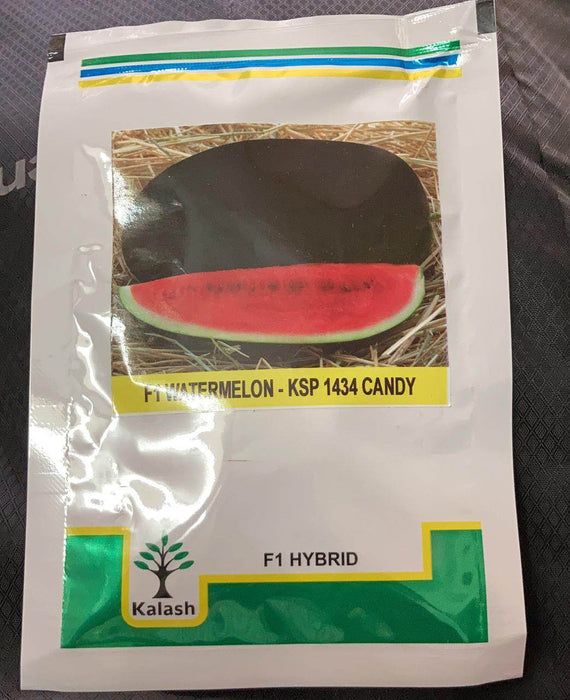 F1 WATERMELON - KSP 1434 CANDY
F1 HYBRID
Kalash